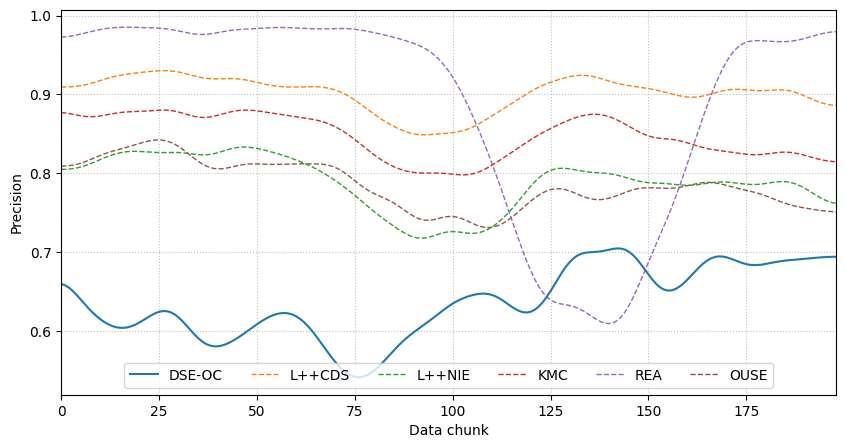 1.0
0.9
0.8
0.7
0.6
Precision
DSE-OC L++CDS L++NIE KMC REA OUSE
0 25 50 75 100 125 150 175
Data chunk